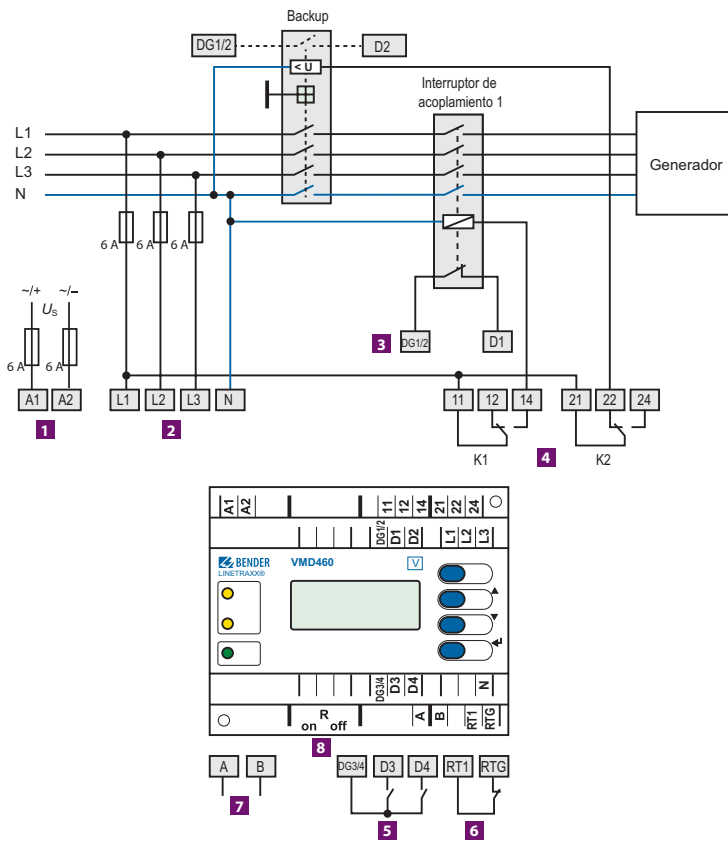 Backup
DG1/2
D2
< U
Interruptor de
acoplamiento 1
L1
L2
L3
N
Generador
6 A
6 A
6 A
~/+
~/–
Us
6 A
6 A
3
DG1/2
D1
A1
A2
L1
L2
L3
N
11
12
14
21
22
24
1
2
K1
4
K2
A1
A2
11
12
14
21
22
24
DG1/2
D1
D2
L1
L2
L3
BENDER
LINETRAXX®
VMD460
V
DG3/4
D3
D4
N
R
on off
A
B
RT1
RTG
8
A
B
DG3/4
D3
D4
RT1
RTG
7
5
6